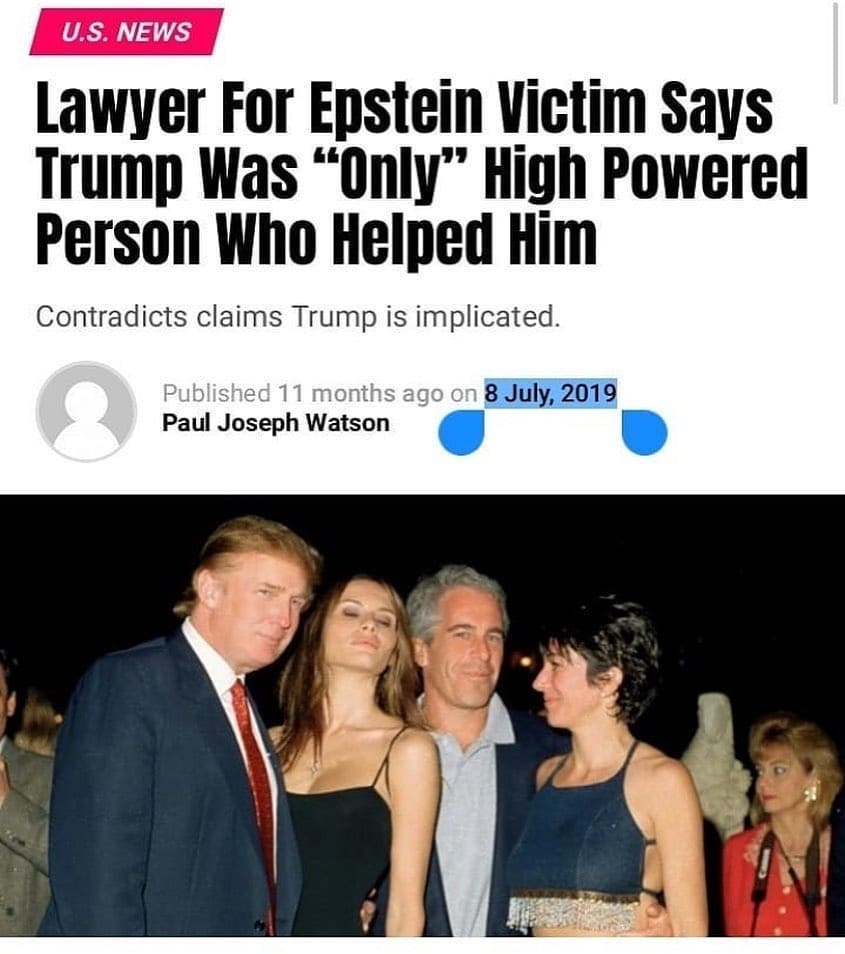 U.S. NEWS
Lawyer For Epstein Victim Says
Trump Was “Only” High Powered
Person Who Helped Him
Contradicts claims Trump is implicated.
Published 11 months ago on 8 July, 2019
Paul Joseph Watson